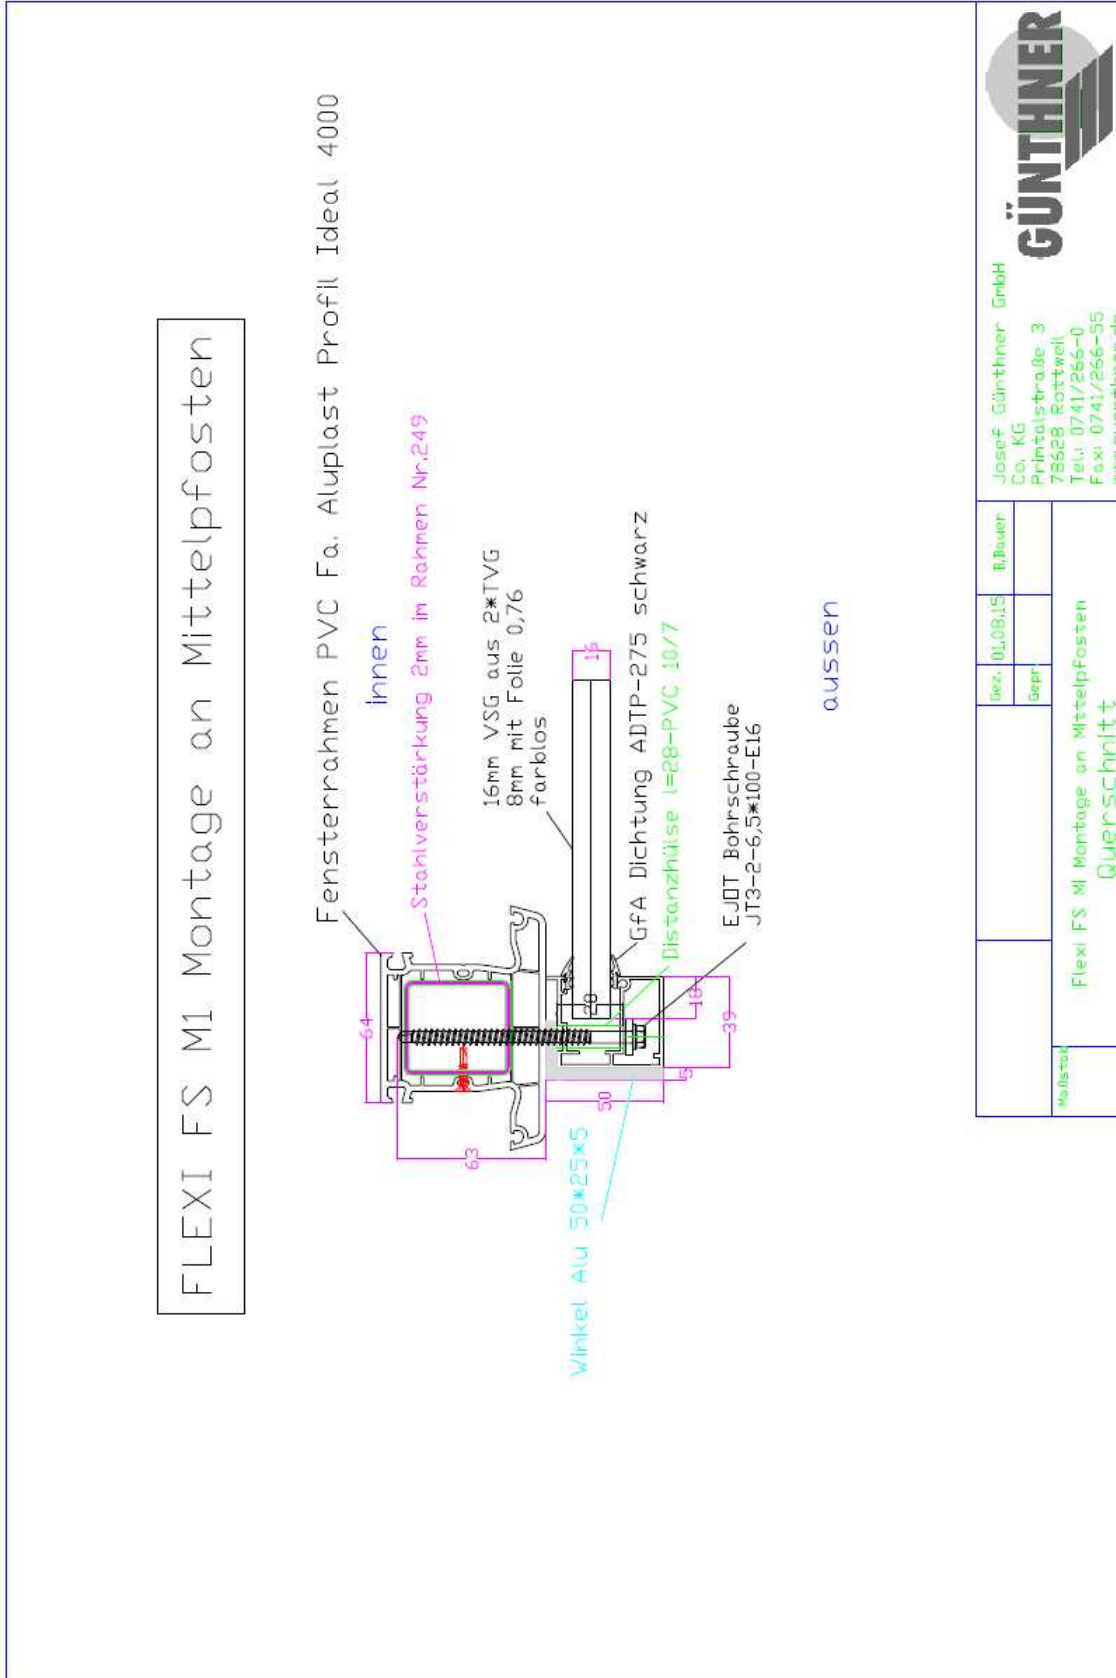 FLEXI FS M1 Montage an Mittelpfosten
Fensterrahmen PVC Fa. Aluplast Profil Ideal 4000
innen
Stahlverstärkung 2mm im Rahmen Nr.249
16mm VSG aus 2*TVG
8mm mit Folie 0,76
farblos
GfA Dichtung ADTP-275 schwarz
Distanzhülse l=28-PVC 10/7
EJOT Bohrschraube
JT3-2-6,5*100-E16
aussen
Winkel Alu 50*25*5
64
63
16
28
18
39
5
50
Gez. 01.08.15 B.Bauer
Gepr
Josef Günthner GmbH
Co. KG
Primtalstraße 3
78628 Rottweil
Tel.: 0741/266-0
Fax: 0741/266-55
GÜNTHNER
Maßstab
Flexi FS M1 Montage an Mittelpfosten
Querschnitt